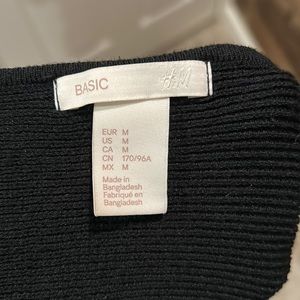 BASIC
H&M
EUR M
US M
CA M
CN 170/96A
MX M
Made in
Bangladesh
Fabriqué en
Bangladesh